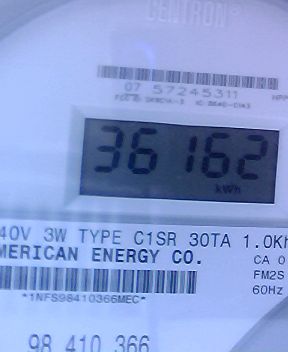 CENTRON®
07 57245311
36162
kWh
40V 3W TYPE C1SR 30TA 1.0Kh
MERICAN ENERGY CO.
CA 0
FM2S
60Hz
*1NFS98410366MEC*
98 410 366